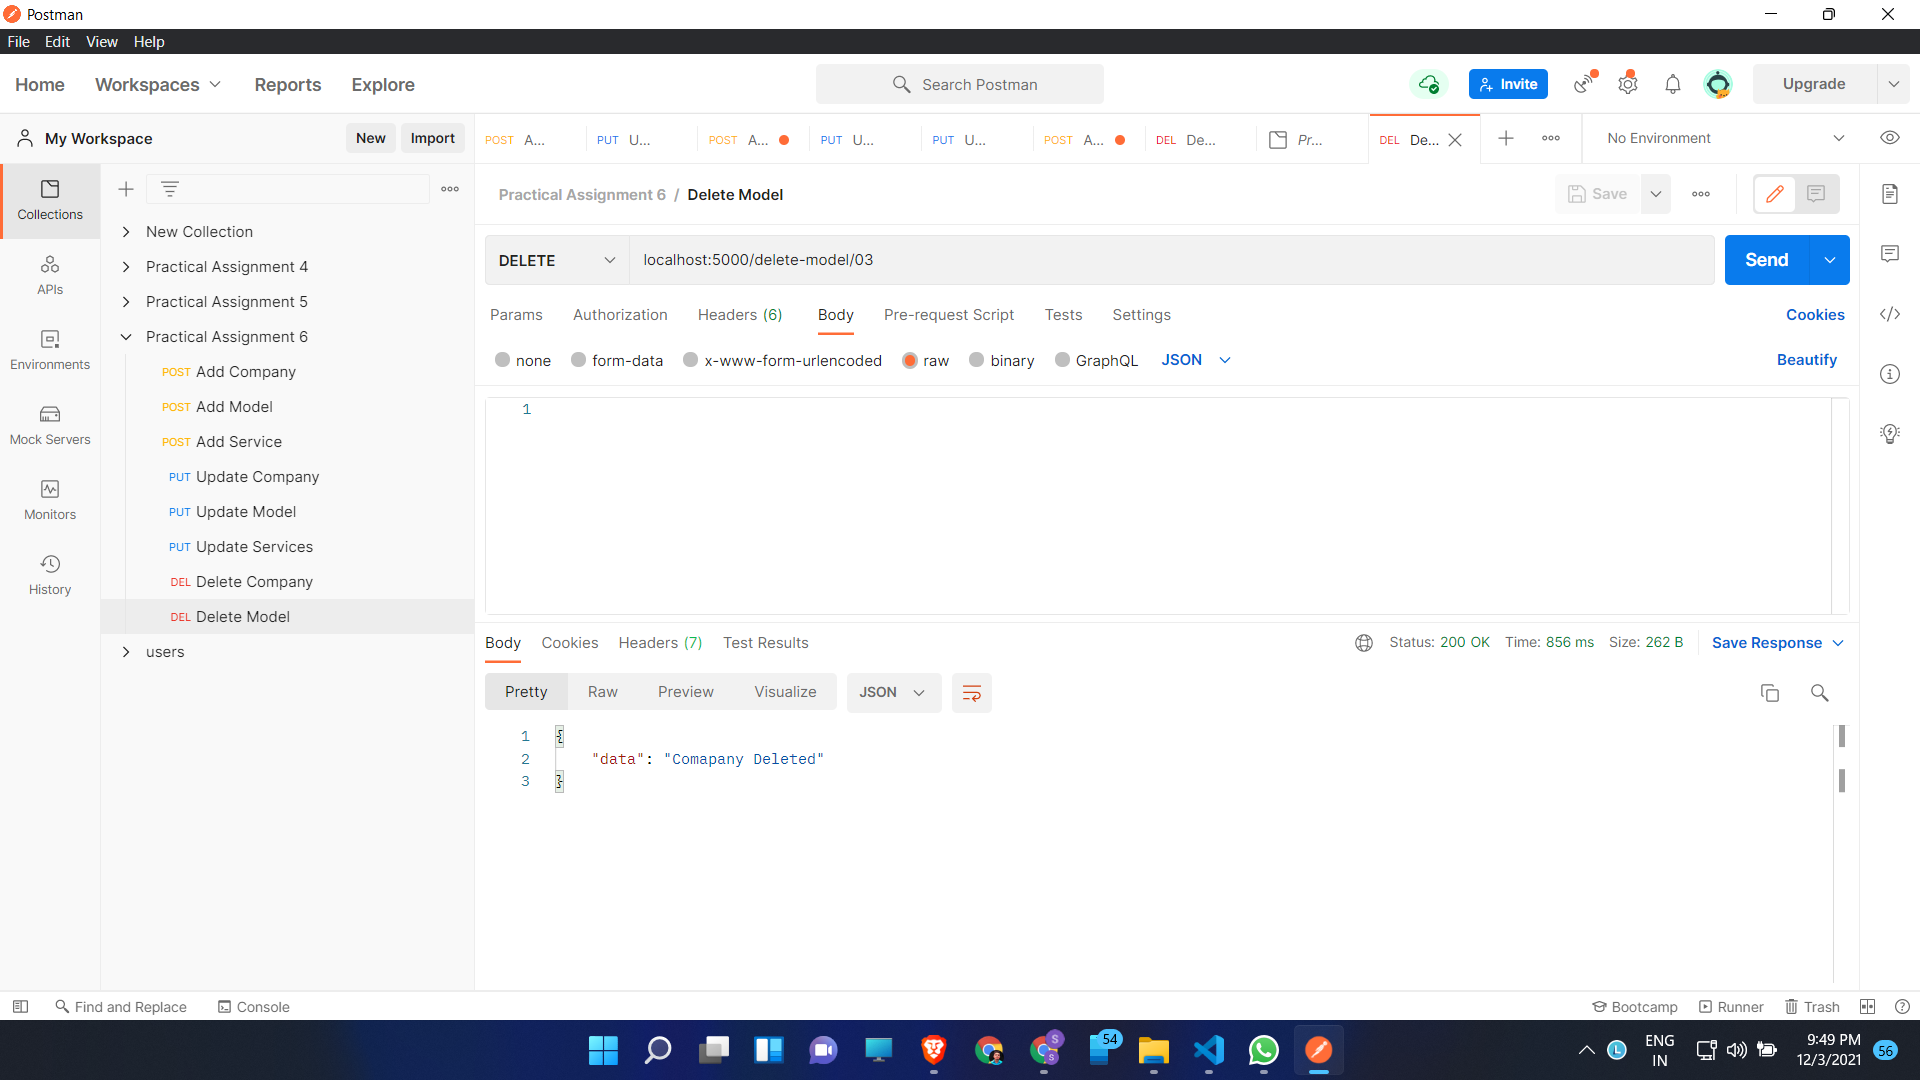 Postman
File Edit View Help
Home Workspaces Reports Explore
Search Postman
Invite
Upgrade
My Workspace
New Import
POST A...
PUT U...
POST A...
PUT U...
PUT U...
POST A...
DEL De...
Pr...
DEL De...
No Environment
Collections
APIs
Environments
Mock Servers
Monitors
History
New Collection
Practical Assignment 4
Practical Assignment 5
Practical Assignment 6
POST Add Company
POST Add Model
POST Add Service
PUT Update Company
PUT Update Model
PUT Update Services
DEL Delete Company
DEL Delete Model
users
Practical Assignment 6 / Delete Model
Save
DELETE
localhost:5000/delete-model/03
Send
Params Authorization Headers (6) Body Pre-request Script Tests Settings
Cookies
none form-data x-www-form-urlencoded raw binary GraphQL JSON
Beautify
1
Body Cookies Headers (7) Test Results
Status: 200 OK Time: 856 ms Size: 262 B
Save Response
Pretty Raw Preview Visualize JSON
1 {
2 "data": "Comapany Deleted"
3 }
Find and Replace Console
Bootcamp Runner Trash
S
S
54
L
ENG
IN
9:49 PM
12/3/2021
56